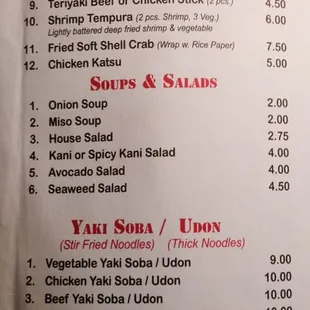 9. Teriyaki Beef or Chicken Stick (2 pcs.) 4.50
10. Shrimp Tempura (2 pcs. Shrimp, 3 Veg.) 6.00
Lightly battered deep fried shrimp & vegetable
11. Fried Soft Shell Crab (Wrap w. Rice Paper) 7.50
12. Chicken Katsu 5.00
Soups & Salads
1. Onion Soup 2.00
2. Miso Soup 2.00
3. House Salad 2.75
4. Kani or Spicy Kani Salad 4.00
5. Avocado Salad 4.00
6. Seaweed Salad 4.50
Yaki Soba / Udon
(Stir Fried Noodles) (Thick Noodles)
1. Vegetable Yaki Soba / Udon 9.00
2. Chicken Yaki Soba / Udon 10.00
3. Beef Yaki Soba / Udon 10.00